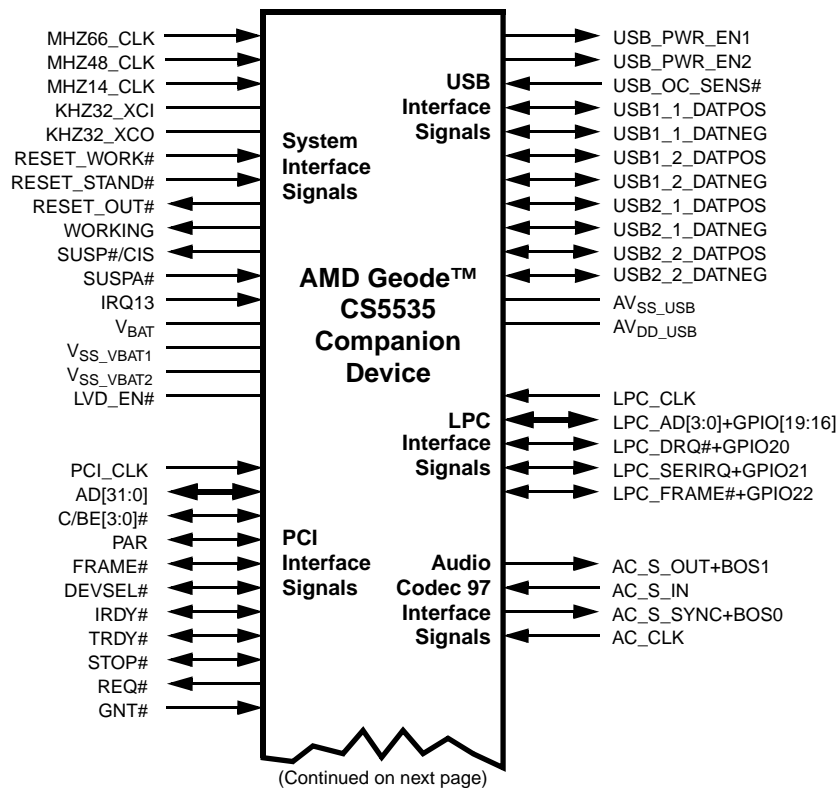 MHZ66_CLK
MHZ48_CLK
MHZ14_CLK
KHZ32_XCI
KHZ32_XCO
RESET_WORK#
RESET_STAND#
RESET_OUT#
WORKING
SUSP#/CIS
SUSPA#
IRQ13
VBAT
VSS_VBAT1
VSS_VBAT2
LVD_EN#
PCI_CLK
AD[31:0]
C/BE[3:0]#
PAR
FRAME#
DEVSEL#
IRDY#
TRDY#
STOP#
REQ#
GNT#
System
Interface
Signals
PCI
Interface
Signals
AMD Geode™
CS5535
Companion
Device
USB
Interface
Signals
LPC
Interface
Signals
Audio
Codec 97
Interface
Signals
USB_PWR_EN1
USB_PWR_EN2
USB_OC_SENS#
USB1_1_DATPOS
USB1_1_DATNEG
USB1_2_DATPOS
USB1_2_DATNEG
USB2_1_DATPOS
USB2_1_DATNEG
USB2_2_DATPOS
USB2_2_DATNEG
AVSS_USB
AVDD_USB
LPC_CLK
LPC_AD[3:0]+GPIO[19:16]
LPC_DRQ#+GPIO20
LPC_SERIRQ+GPIO21
LPC_FRAME#+GPIO22
AC_S_OUT+BOS1
AC_S_IN
AC_S_SYNC+BOS0
AC_CLK
(Continued on next page)